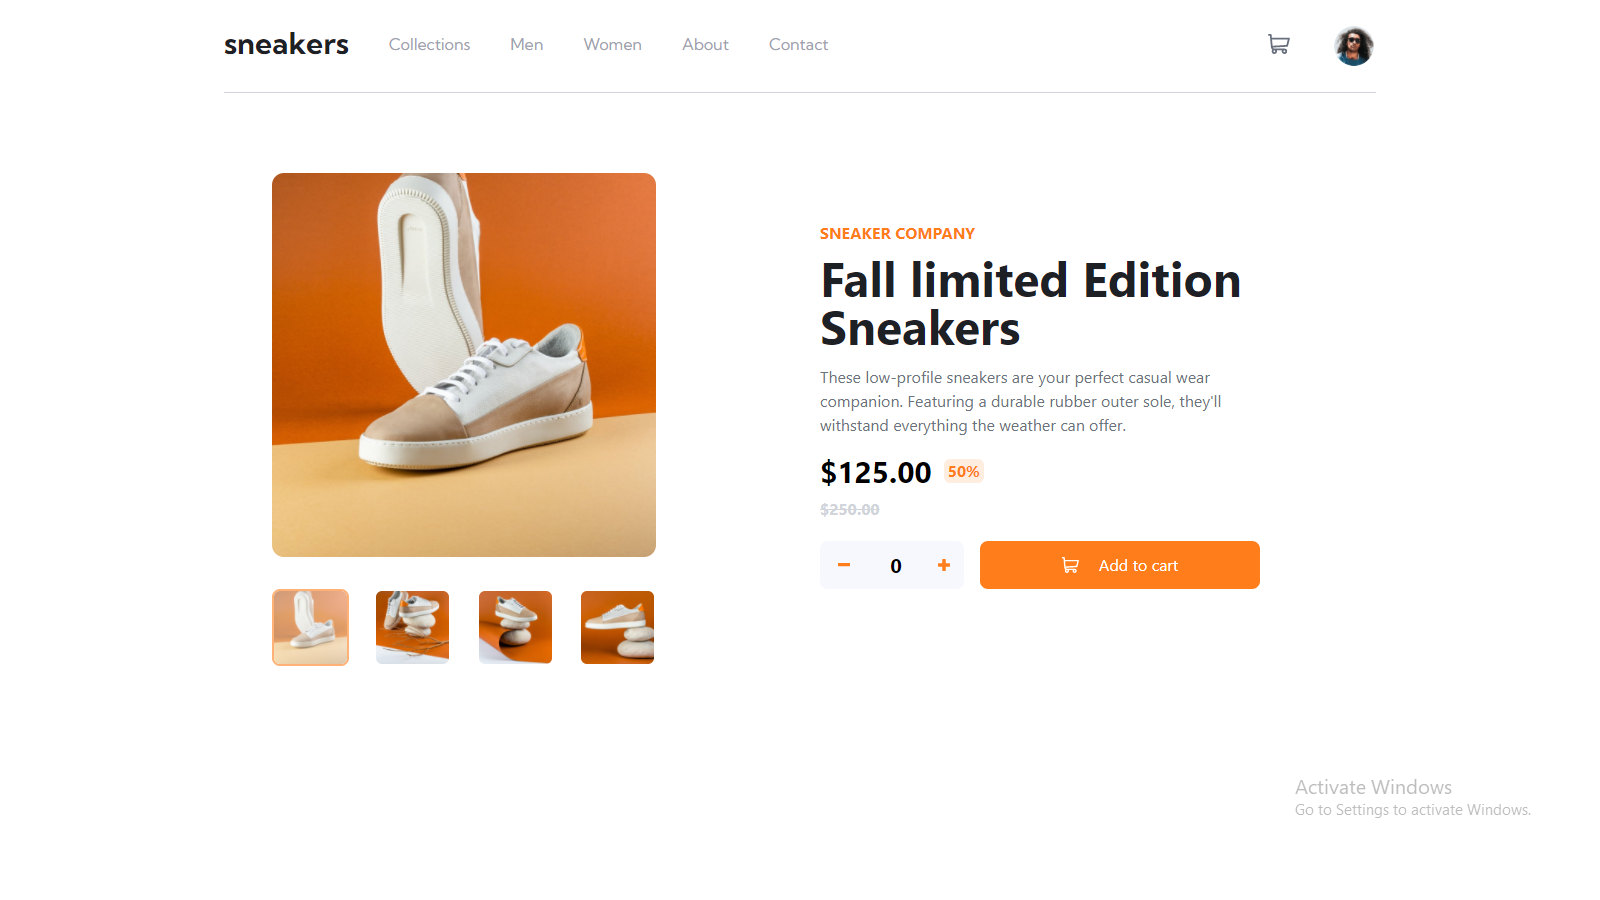 sneakers Collections Men Women About Contact
SNEAKER COMPANY
Fall limited Edition
Sneakers
These low-profile sneakers are your perfect casual wear
companion. Featuring a durable rubber outer sole, they'll
withstand everything the weather can offer.
$125.00 50%
$250.00
0 Add to cart
Activate Windows
Go to Settings to activate Windows.